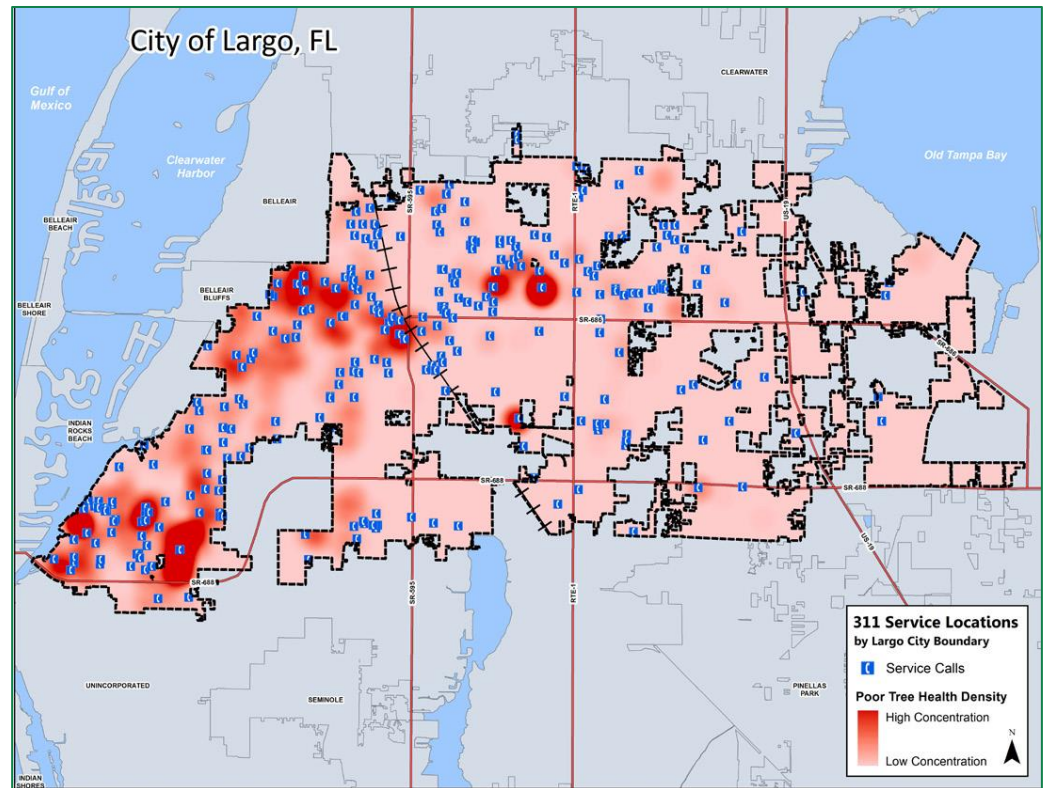 City of Largo, FL
Gulf of
Mexico
CLEARWATER
Clearwater
Harbor
Old Tampa Bay
BELLEAIR
SR-595
RTE-1
US-19
BELLEAIR
BEACH
BELLEAIR
BLUFFS
BELLEAIR
SHORE
SR-686
SR-686
INDIAN
ROCKS
BEACH
SR-688
SR-688
SR-688
US-19
SR-595
RTE-1
UNINCORPORATED
SEMINOLE
PINELLAS
PARK
INDIAN
SHORES
311 Service Locations
by Largo City Boundary
Service Calls
Poor Tree Health Density
High Concentration
Low Concentration
N